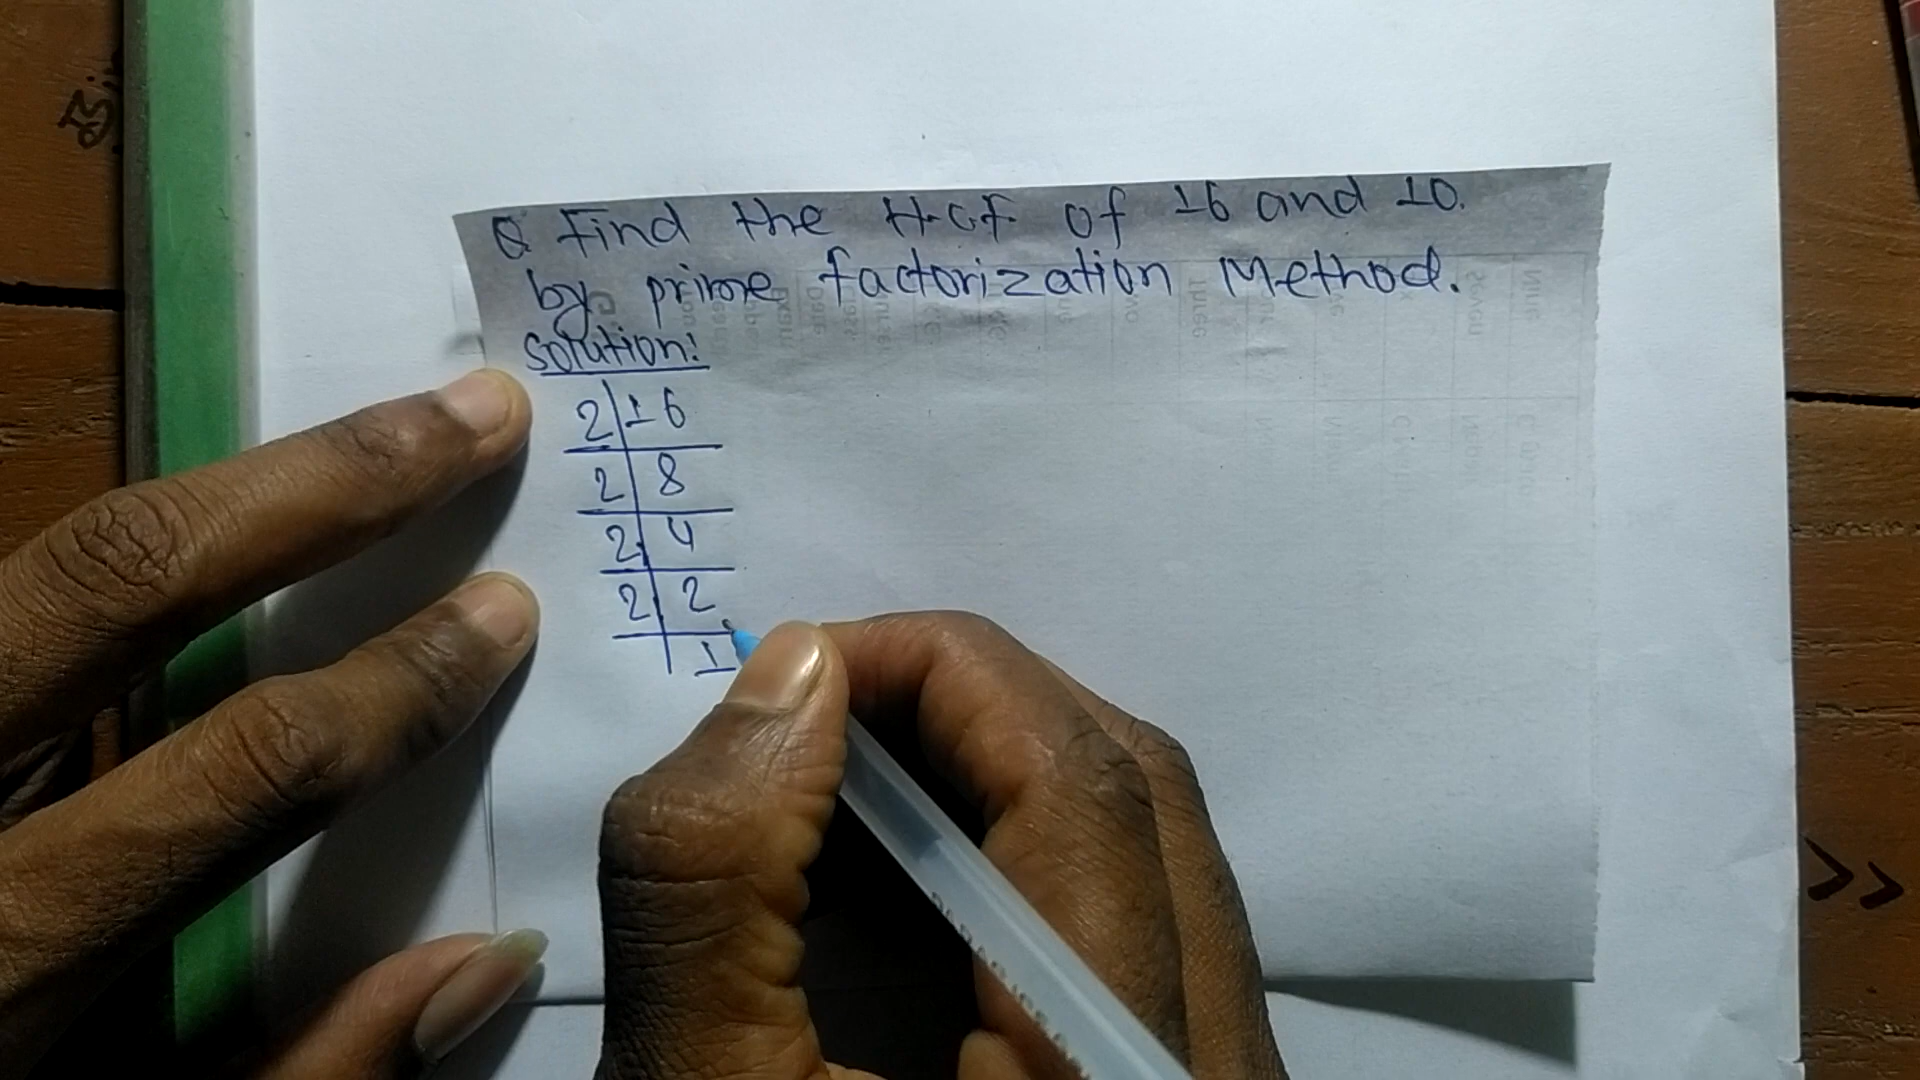 Q Find the H.C.F. of 16 and 10.
by prime factorization Method.
Solution:
2 16
2 8
2 4
2 2
1
>>